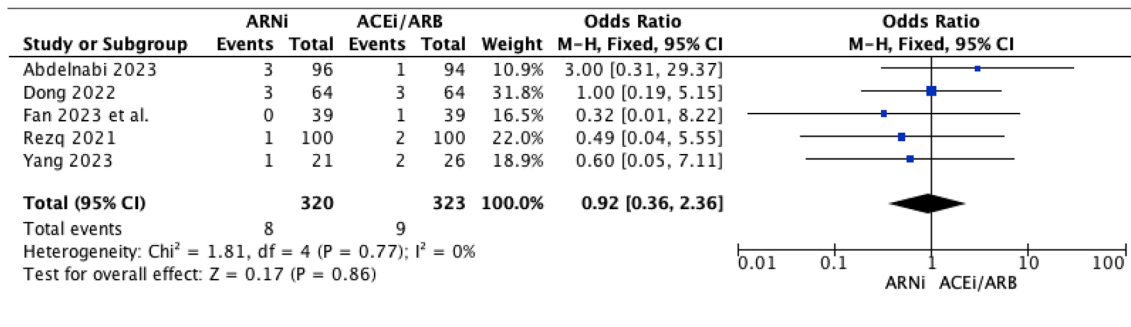 ARNi ACEi/ARB Odds Ratio Odds Ratio
Study or Subgroup Events Total Events Total Weight M-H, Fixed, 95% CI M-H, Fixed, 95% CI
Abdelnabi 2023 3 96 1 94 10.9% 3.00 [0.31, 29.37]
Dong 2022 3 64 3 64 31.8% 1.00 [0.19, 5.15]
Fan 2023 et al. 0 39 1 39 16.5% 0.32 [0.01, 8.22]
Rezq 2021 1 100 2 100 22.0% 0.49 [0.04, 5.55]
Yang 2023 1 21 2 26 18.9% 0.60 [0.05, 7.11]
Total (95% CI) 320 323 100.0% 0.92 [0.36, 2.36]
Total events 8 9
Heterogeneity: Chi² = 1.81, df = 4 (P = 0.77); I² = 0%
Test for overall effect: Z = 0.17 (P = 0.86)
0.01 0.1 1 10 100
ARNi ACEi/ARB